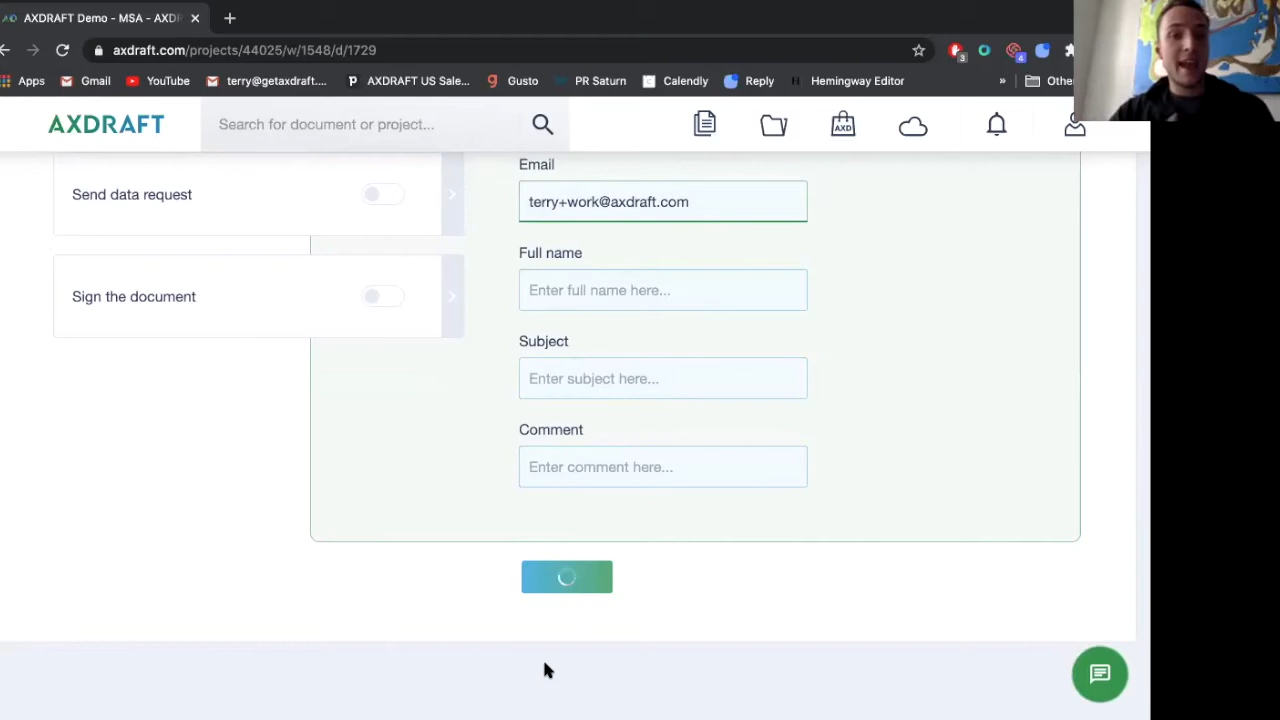 AXDRAFT Demo - MSA - AXDR
axdraft.com/projects/44025/w/1548/d/1729
3
4
Apps
Gmail
YouTube
terry@getaxdraft....
AXDRAFT US Sale...
Gusto
PR Saturn
Calendly
Reply
Hemingway Editor
»
Othe
AXDRAFT
Search for document or project...
AXD
Email
Send data request
terry+work@axdraft.com
Full name
Sign the document
Enter full name here...
Subject
Enter subject here...
Comment
Enter comment here...